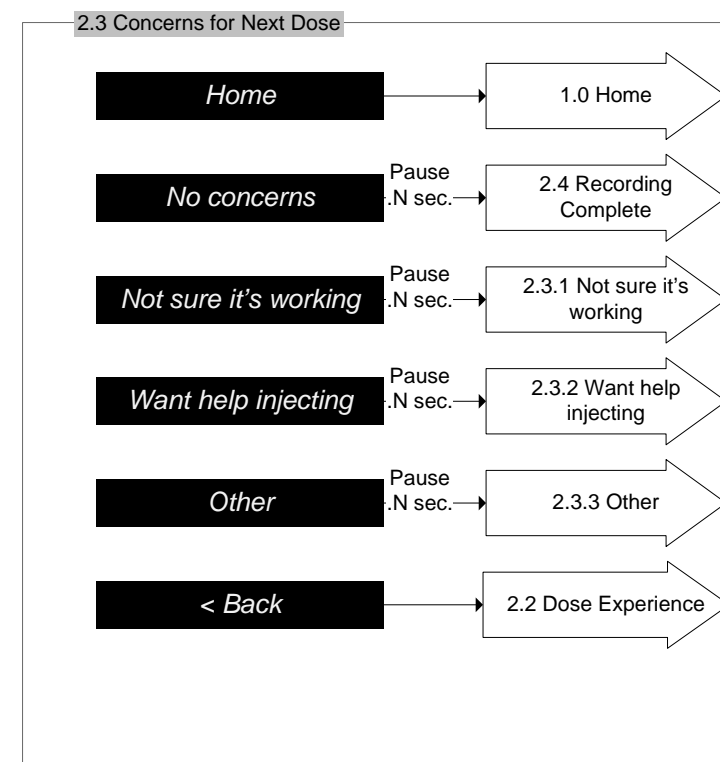 2.3 Concerns for Next Dose
Home
1.0 Home
No concerns
Pause
.N sec.
2.4 Recording
Complete
Not sure it's working
Pause
.N sec.
2.3.1 Not sure it's
working
Want help injecting
Pause
.N sec.
2.3.2 Want help
injecting
Other
Pause
.N sec.
2.3.3 Other
< Back
2.2 Dose Experience